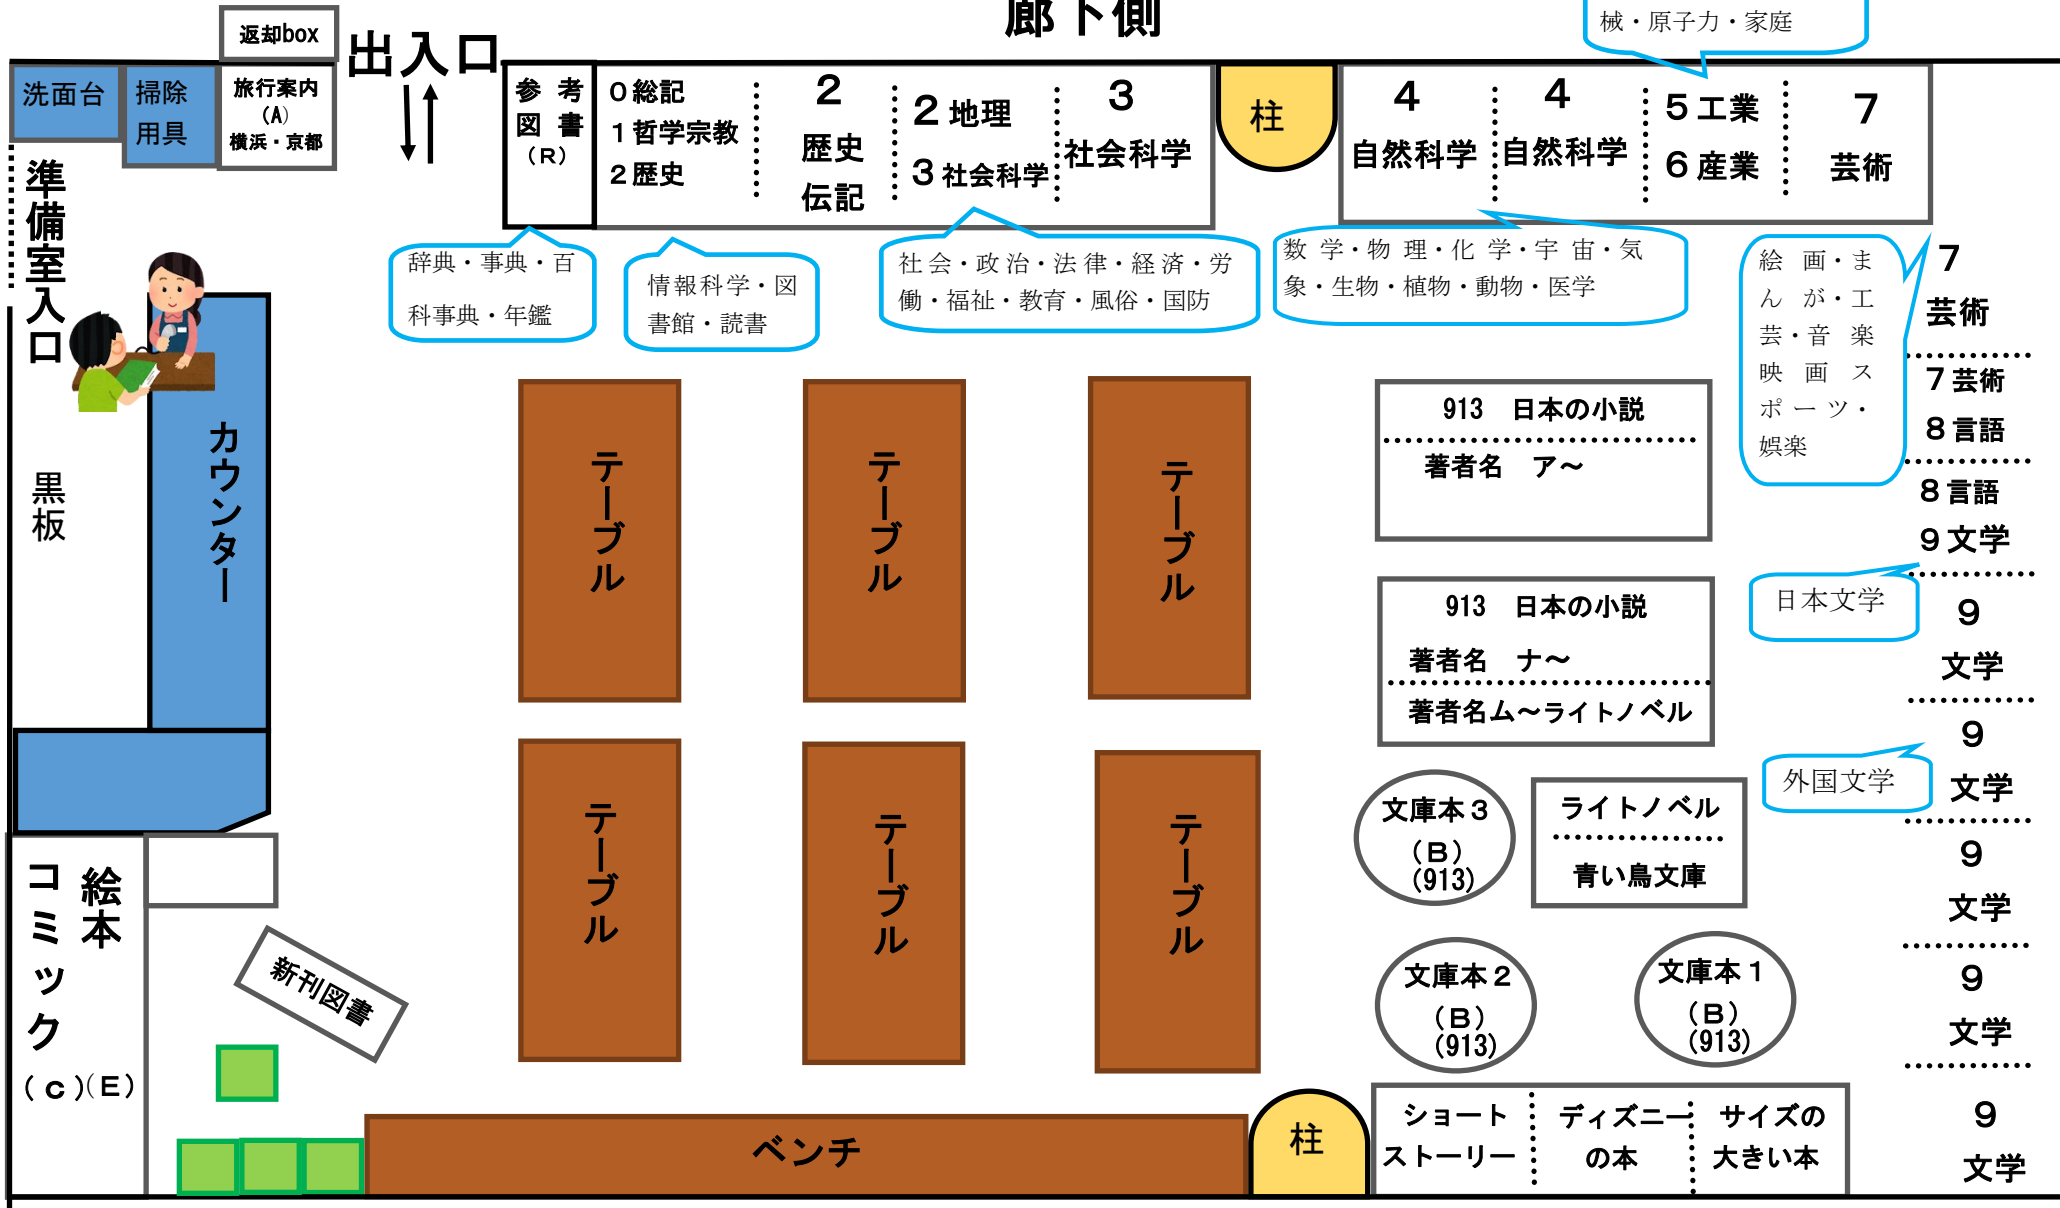 廊下側
械・原子力・家庭
返却box
出入口
洗面台
掃除
用具
旅行案内
(A)
横浜・京都
参考
図書
(R)
0総記
1哲学宗教
2歴史
2
歴史
伝記
2地理
3社会科学
3
社会科学
柱
4
自然科学
4
自然科学
5工業
6産業
7
芸術
辞典・事典・百
科事典・年鑑
情報科学・図
書館・読書
社会・政治・法律・経済・労
働・福祉・教育・風俗・国防
数学・物理・化学・宇宙・気
象・生物・植物・動物・医学
絵画・ま
んが・工
芸・音楽
映画ス
ポーツ・
娯楽
7
芸術
7芸術
8言語
8言語
9文学
日本文学
9
文学
9
文学
外国文学
9
文学
9
文学
9
文学
準備室入口
黒板
カウンター
テーブル
テーブル
テーブル
テーブル
テーブル
テーブル
913 日本の小説
著者名 ア～
913 日本の小説
著者名 ナ～
著者名ム～ライトノベル
文庫本3
(B)
(913)
ライトノベル
青い鳥文庫
文庫本2
(B)
(913)
文庫本1
(B)
(913)
絵本
コミック
(c)(E)
新刊図書
ベンチ
柱
ショート
ストーリー
ディズニー
の本
サイズの
大きい本